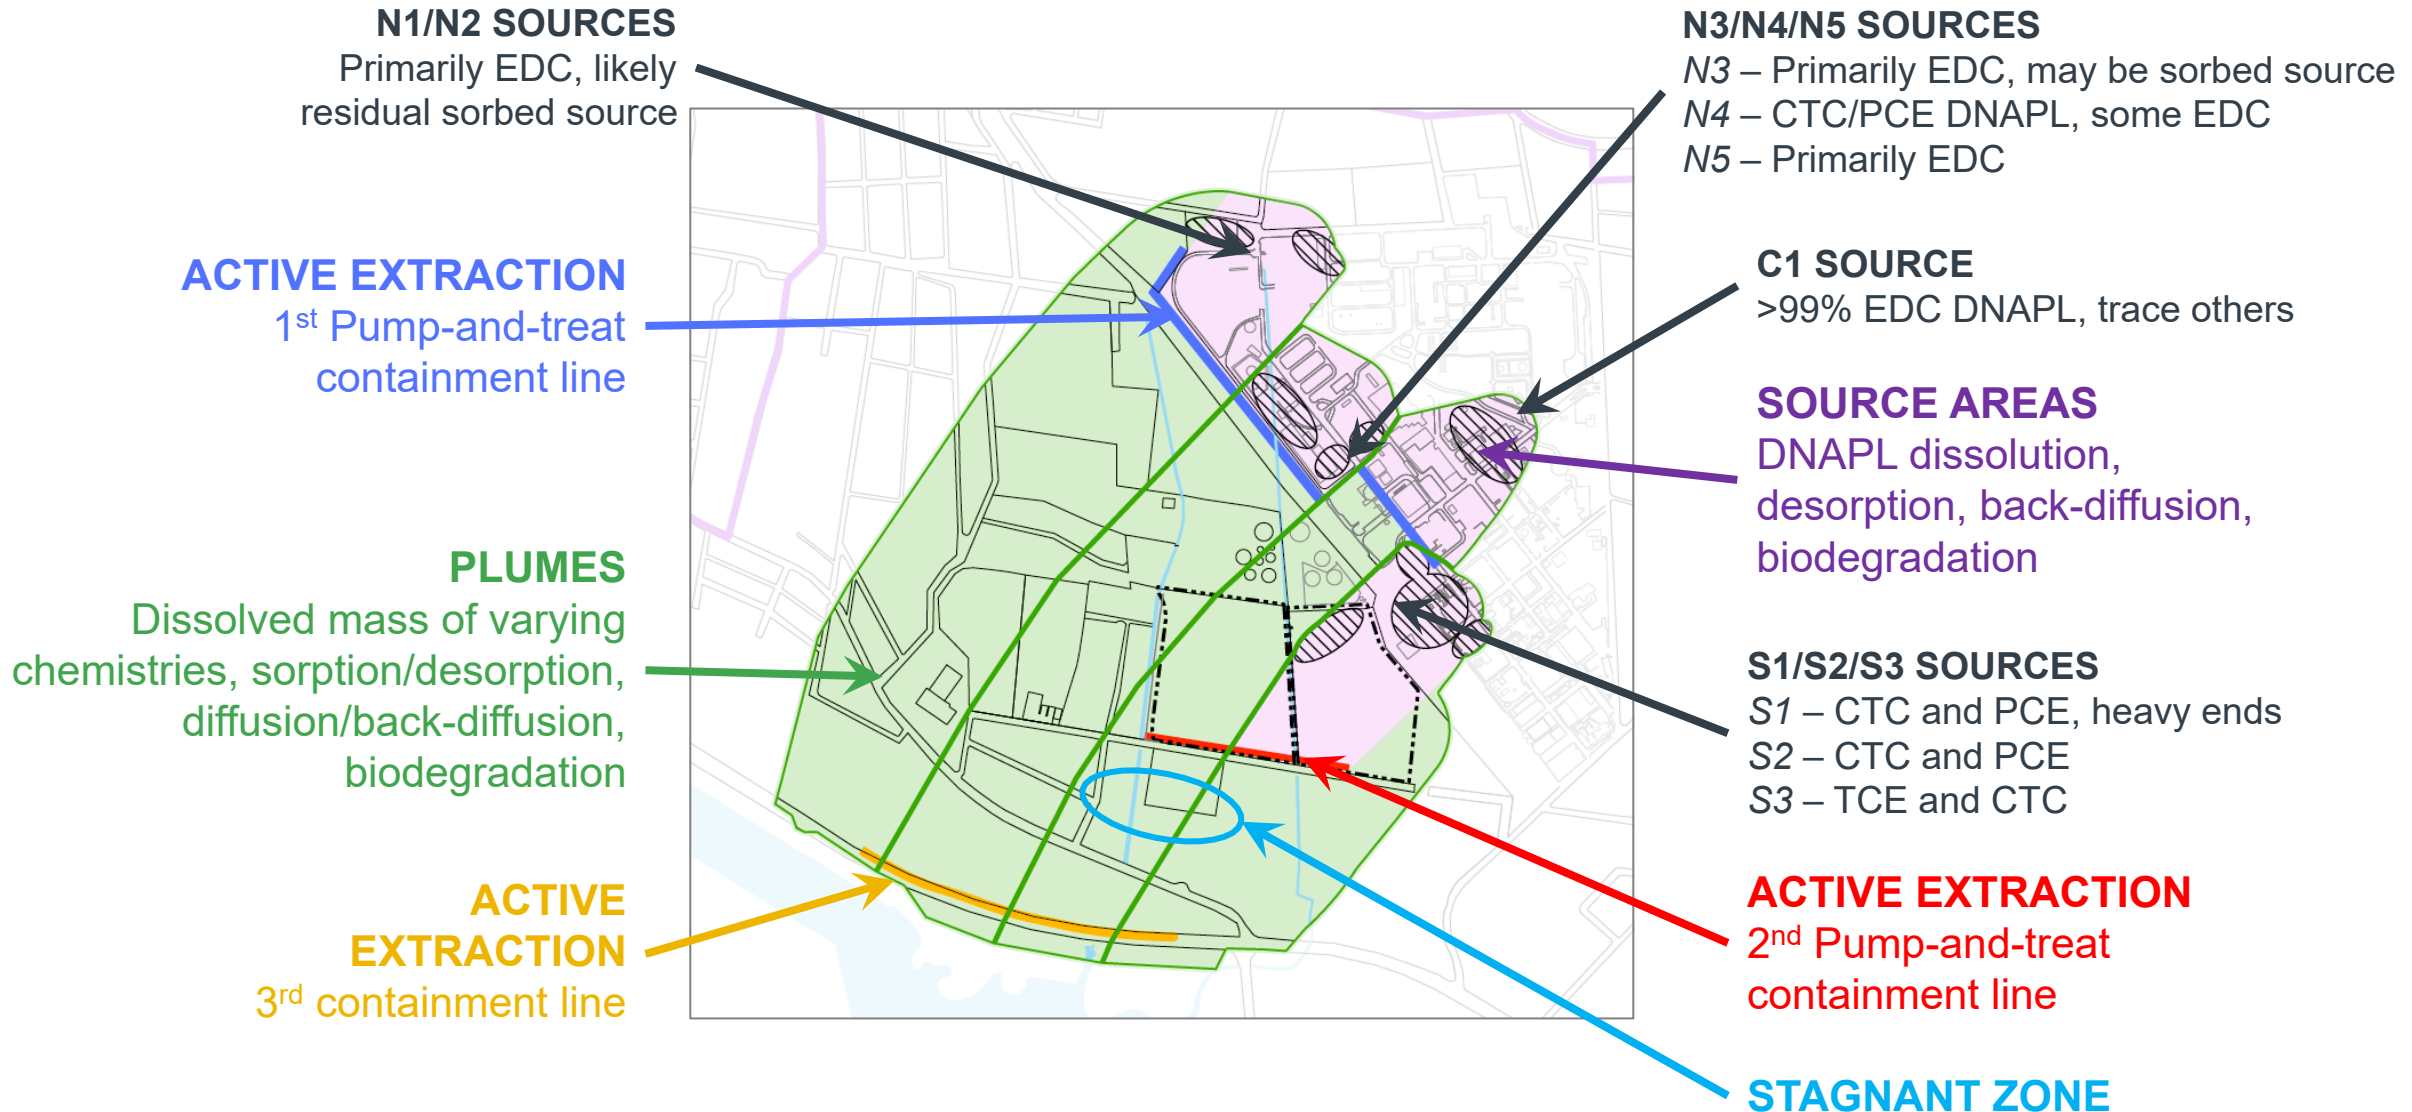 N1/N2 SOURCES
Primarily EDC, likely
residual sorbed source
ACTIVE EXTRACTION
1st Pump-and-treat
containment line
PLUMES
Dissolved mass of varying
chemistries, sorption/desorption,
diffusion/back-diffusion,
biodegradation
ACTIVE
EXTRACTION
3rd containment line
N3/N4/N5 SOURCES
N3 – Primarily EDC, may be sorbed source
N4 – CTC/PCE DNAPL, some EDC
N5 – Primarily EDC
C1 SOURCE
>99% EDC DNAPL, trace others
SOURCE AREAS
DNAPL dissolution,
desorption, back-diffusion,
biodegradation
S1/S2/S3 SOURCES
S1 – CTC and PCE, heavy ends
S2 – CTC and PCE
S3 – TCE and CTC
ACTIVE EXTRACTION
2nd Pump-and-treat
containment line
STAGNANT ZONE